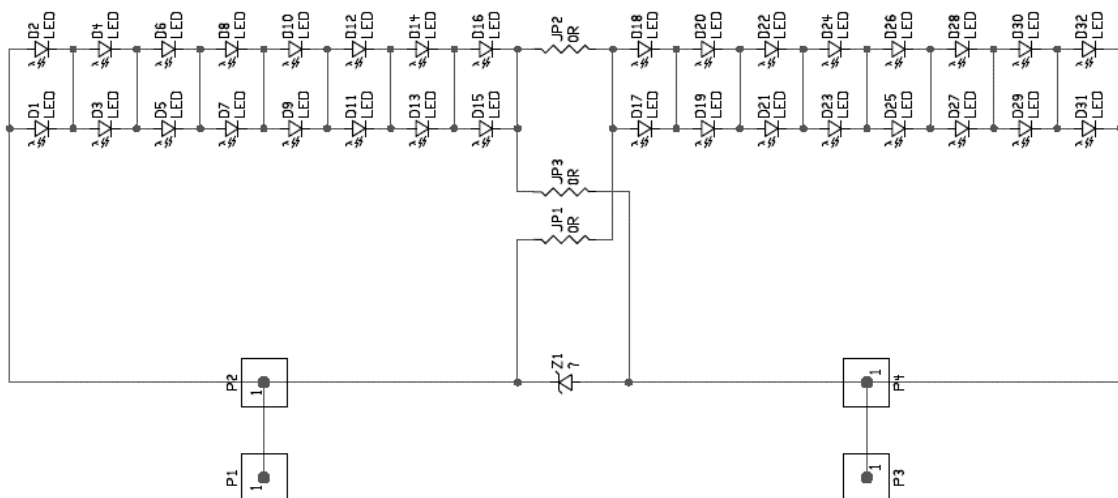 D2 LED
D4 LED
D6 LED
D8 LED
D10 LED
D12 LED
D14 LED
D16 LED
JP2 0R
D18 LED
D20 LED
D22 LED
D24 LED
D26 LED
D28 LED
D30 LED
D32 LED
D1 LED
D3 LED
D5 LED
D7 LED
D9 LED
D11 LED
D13 LED
D15 LED
D17 LED
D19 LED
D21 LED
D23 LED
D25 LED
D27 LED
D29 LED
D31 LED
JP3 0R
JP1 0R
P2 1
Z1 ?
1 P4
P1 1
1 P3